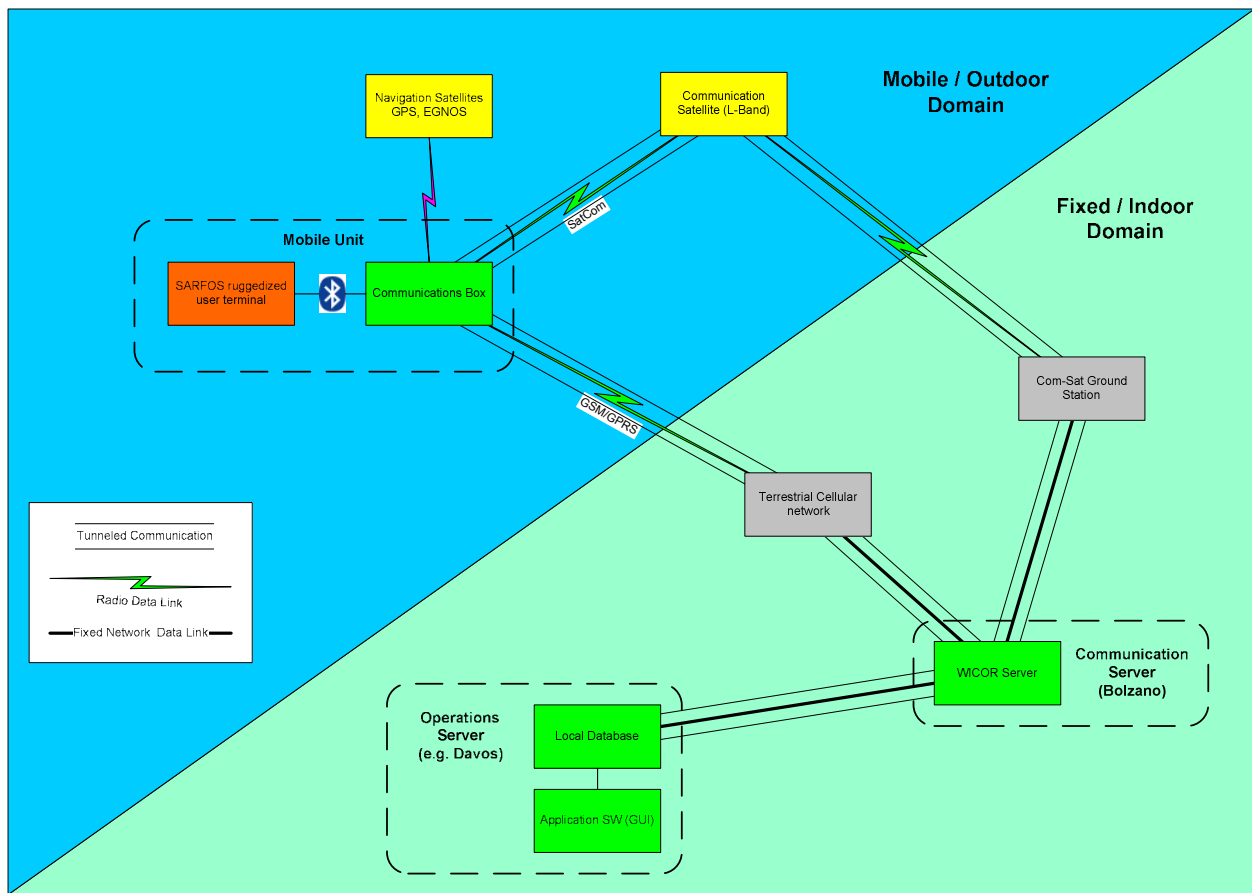 Mobile / Outdoor
Domain
Navigation Satellites
GPS, EGNOS
Communication
Satellite (L-Band)
Fixed / Indoor
Domain
SatCom
Mobile Unit
SARFOS ruggedized
user terminal
Communications Box
Com-Sat Ground
Station
GSM/GPRS
Terrestrial Cellular
network
Tunneled Communication
Radio Data Link
Fixed Network Data Link
WICOR Server
Communication
Server
(Bolzano)
Operations
Server
(e.g. Davos)
Local Database
Application SW (GUI)